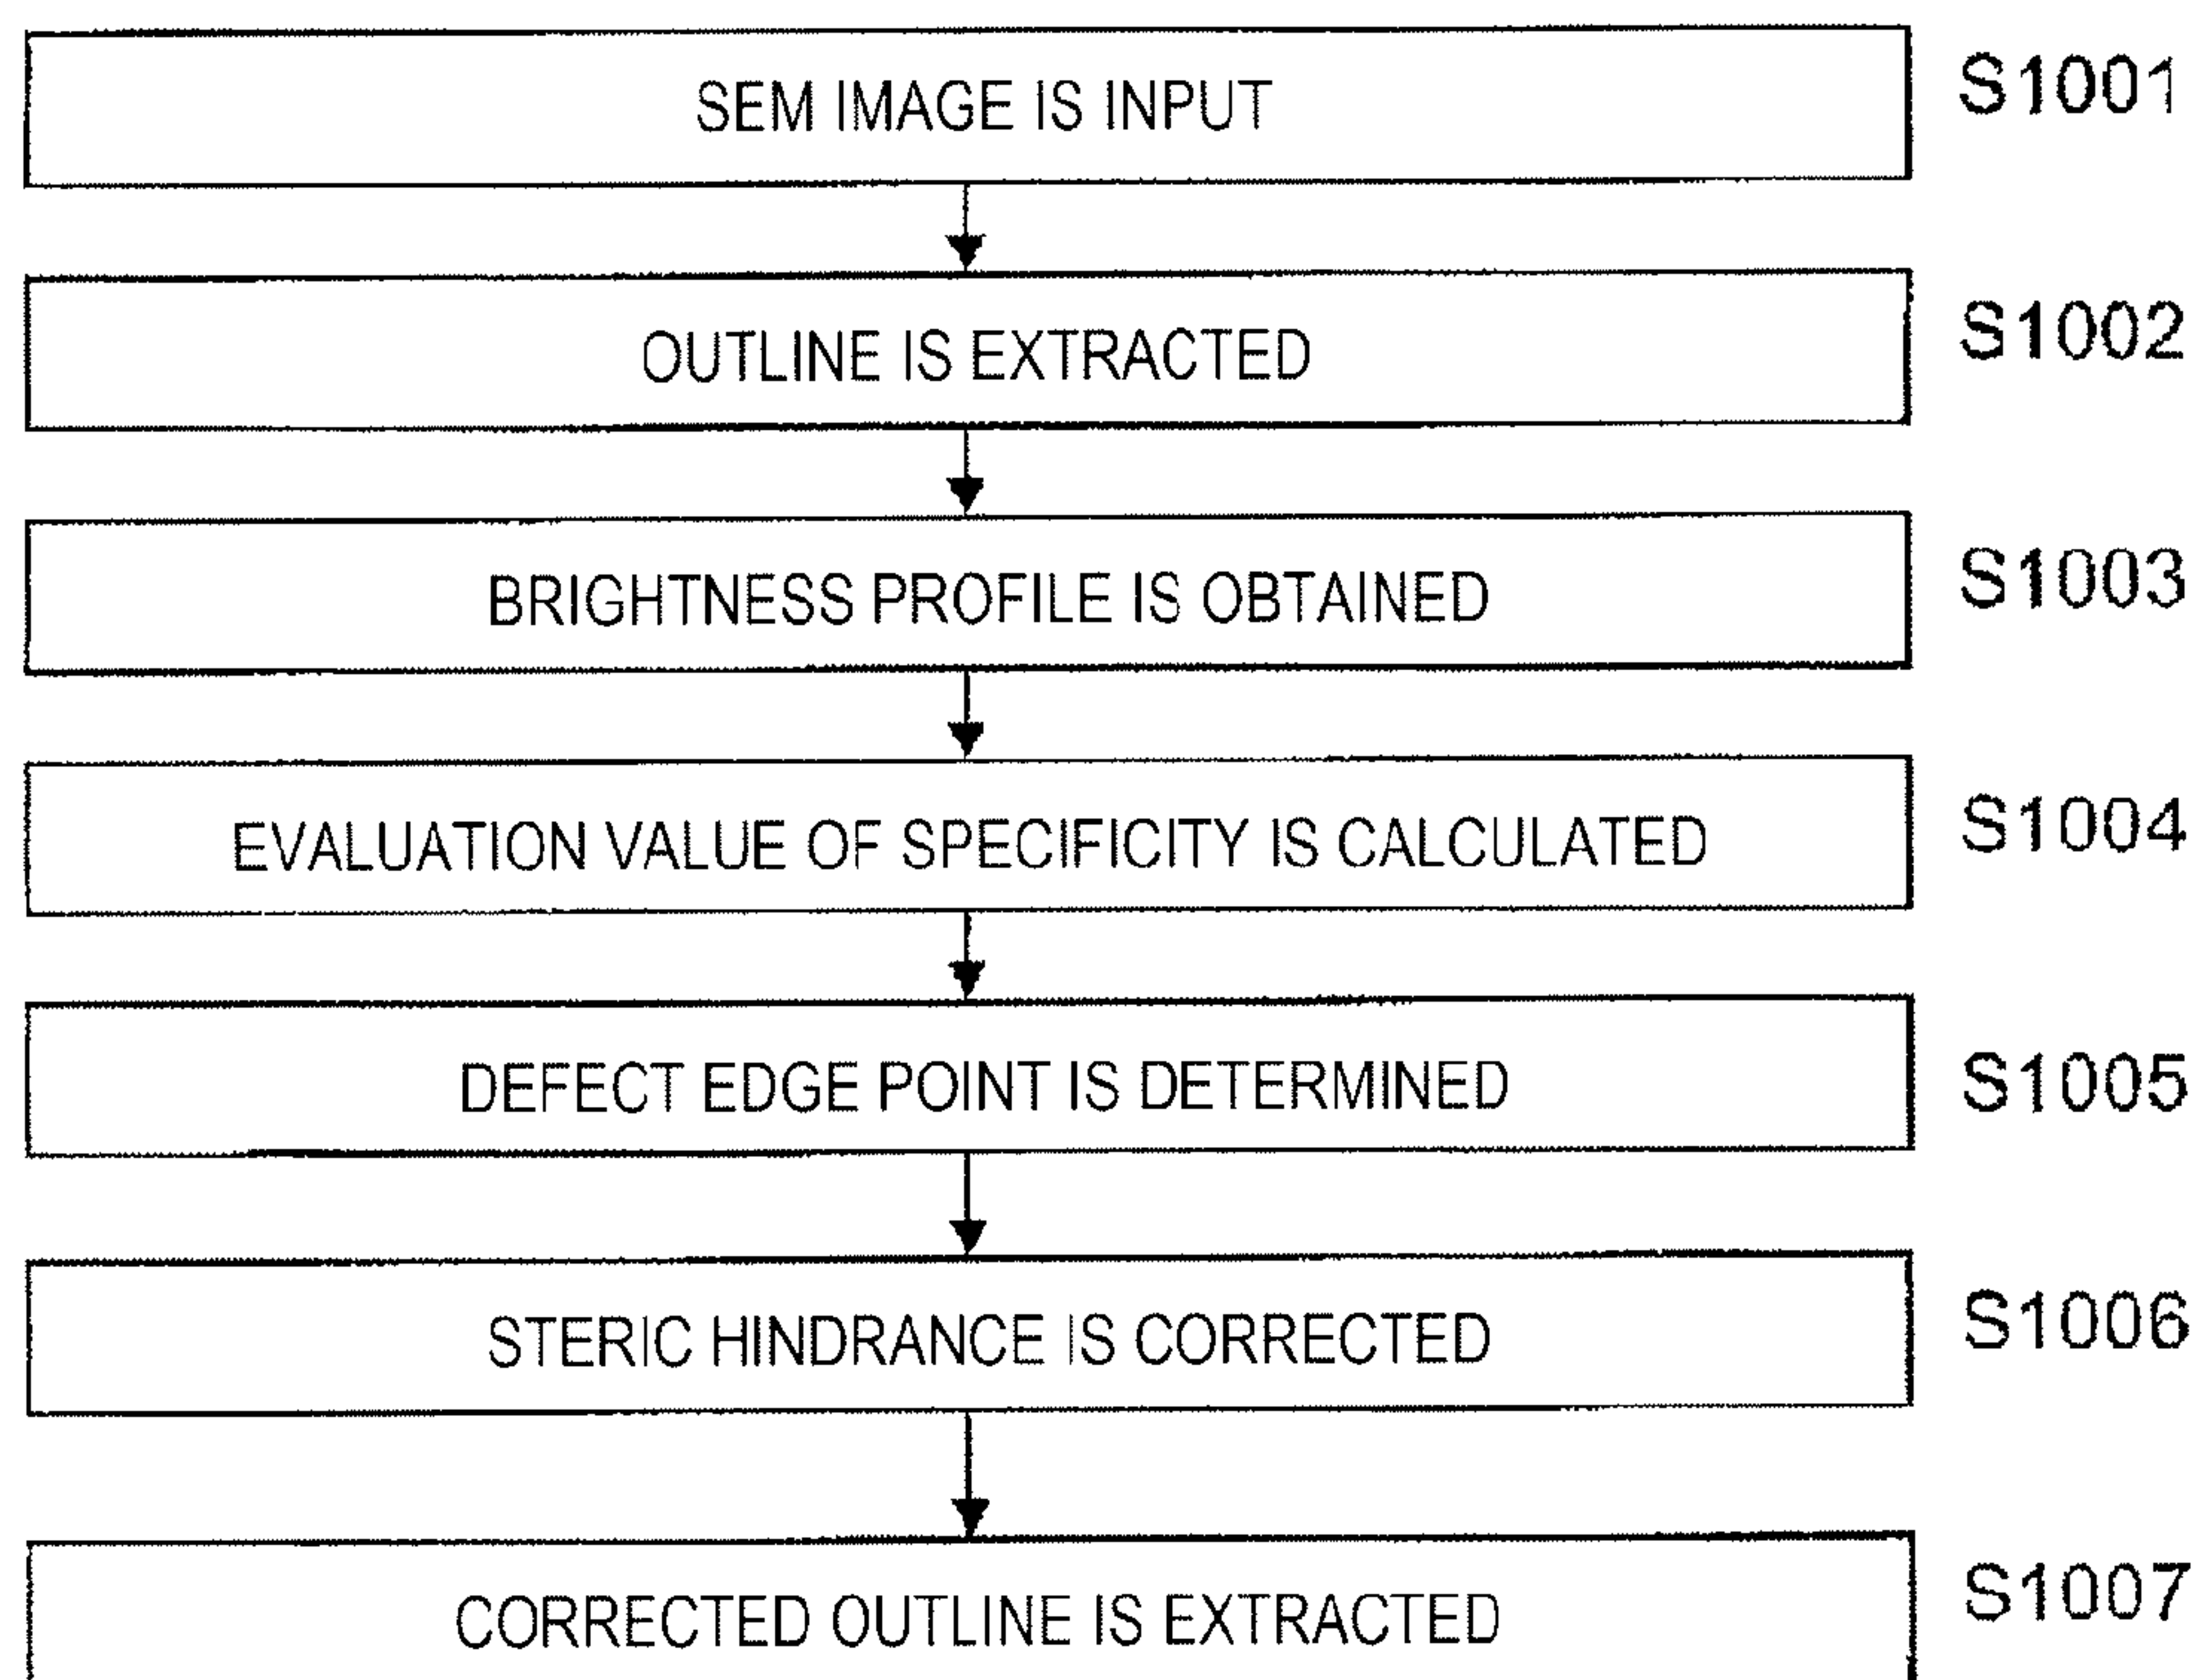 SEM IMAGE IS INPUT S1001
OUTLINE IS EXTRACTED S1002
BRIGHTNESS PROFILE IS OBTAINED S1003
EVALUATION VALUE OF SPECIFICITY IS CALCULATED S1004
DEFECT EDGE POINT IS DETERMINED S1005
STERIC HINDRANCE IS CORRECTED S1006
CORRECTED OUTLINE IS EXTRACTED S1007